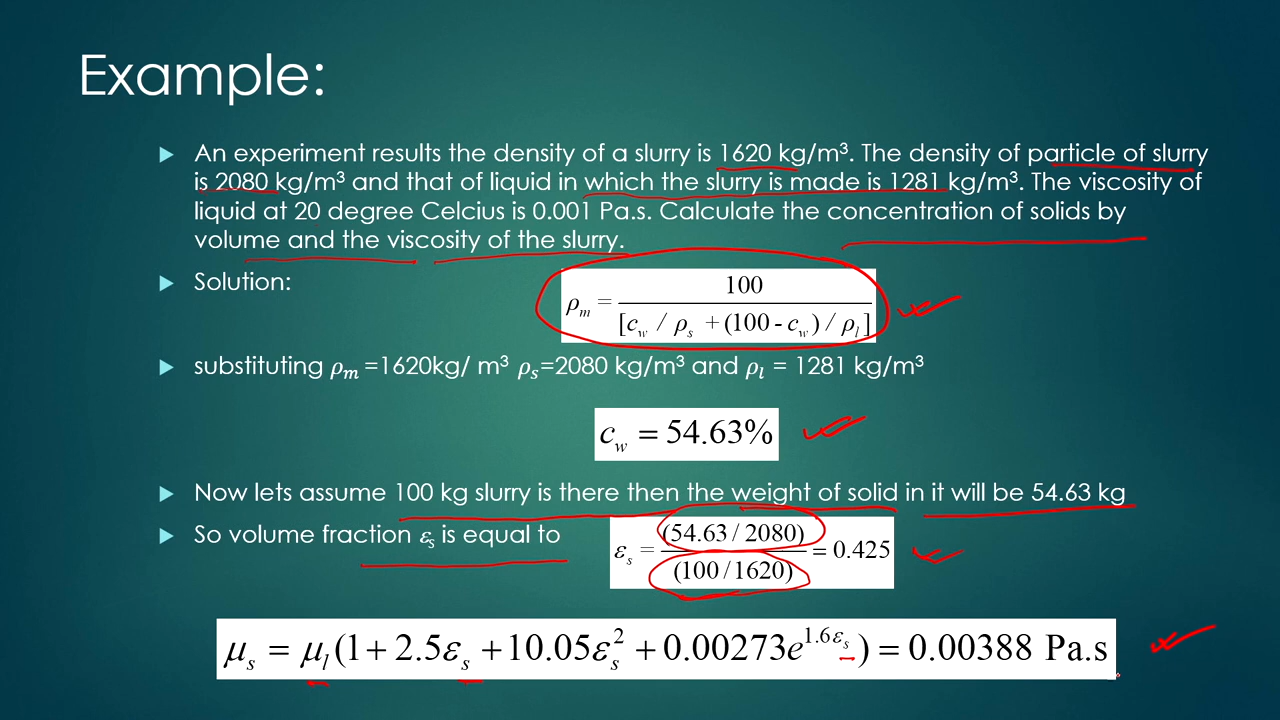 Example:
An experiment results the density of a slurry is 1620 kg/m³. The density of particle of slurry
is 2080 kg/m³ and that of liquid in which the slurry is made is 1281 kg/m³. The viscosity of
liquid at 20 degree Celcius is 0.001 Pa.s. Calculate the concentration of solids by
volume and the viscosity of the slurry.
Solution:
ρ_m = 100 / [c_w / ρ_s + (100 - c_w) / ρ_l]
substituting ρ_m =1620kg/ m³ ρ_s=2080 kg/m³ and ρ_l = 1281 kg/m³
c_w = 54.63%
Now lets assume 100 kg slurry is there then the weight of solid in it will be 54.63 kg
So volume fraction ε_s is equal to
ε_s = (54.63 / 2080) / (100 / 1620) = 0.425
μ_s = μ_l (1 + 2.5ε_s + 10.05ε_s² + 0.00273e^{1.6ε_s}) = 0.00388 Pa.s